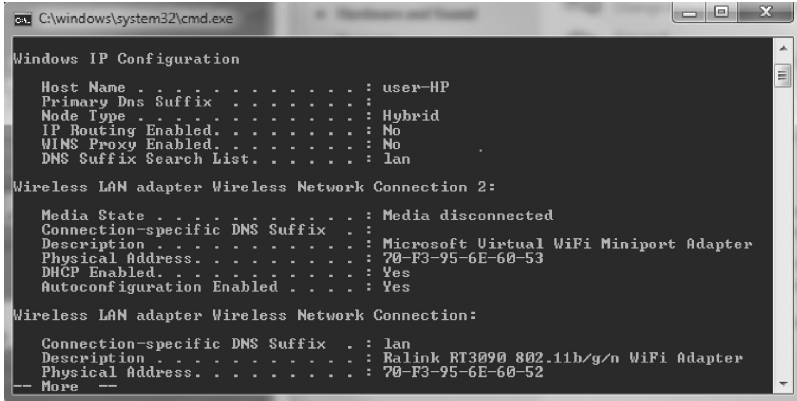 C:\windows\system32\cmd.exe
Windows IP Configuration
Host Name . . . . . . . . . . . . : user-HP
Primary Dns Suffix . . . . . . . :
Node Type . . . . . . . . . . . . : Hybrid
IP Routing Enabled. . . . . . . . : No
WINS Proxy Enabled. . . . . . . . : No
DNS Suffix Search List. . . . . . : lan
Wireless LAN adapter Wireless Network Connection 2:
Media State . . . . . . . . . . . : Media disconnected
Connection-specific DNS Suffix . :
Description . . . . . . . . . . . : Microsoft Virtual WiFi Miniport Adapter
Physical Address. . . . . . . . . : 70-F3-95-6E-60-53
DHCP Enabled. . . . . . . . . . . : Yes
Autoconfiguration Enabled . . . . : Yes
Wireless LAN adapter Wireless Network Connection:
Connection-specific DNS Suffix . : lan
Description . . . . . . . . . . . : Ralink RT3090 802.11b/g/n WiFi Adapter
Physical Address. . . . . . . . . : 70-F3-95-6E-60-52
-- More --